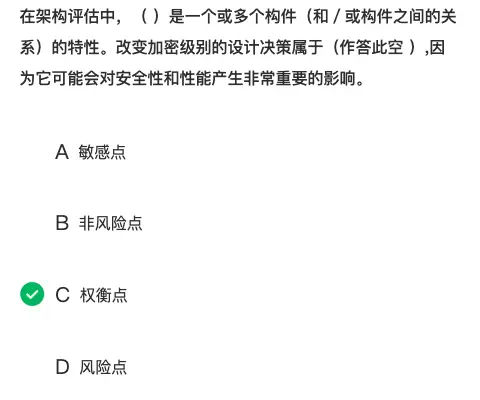 在架构评估中，（ ）是一个或多个构件（和 / 或构件之间的关
系）的特性。改变加密级别的设计决策属于（作答此空 ）,因
为它可能会对安全性和性能产生非常重要的影响。
A 敏感点
B 非风险点
C 权衡点
D 风险点